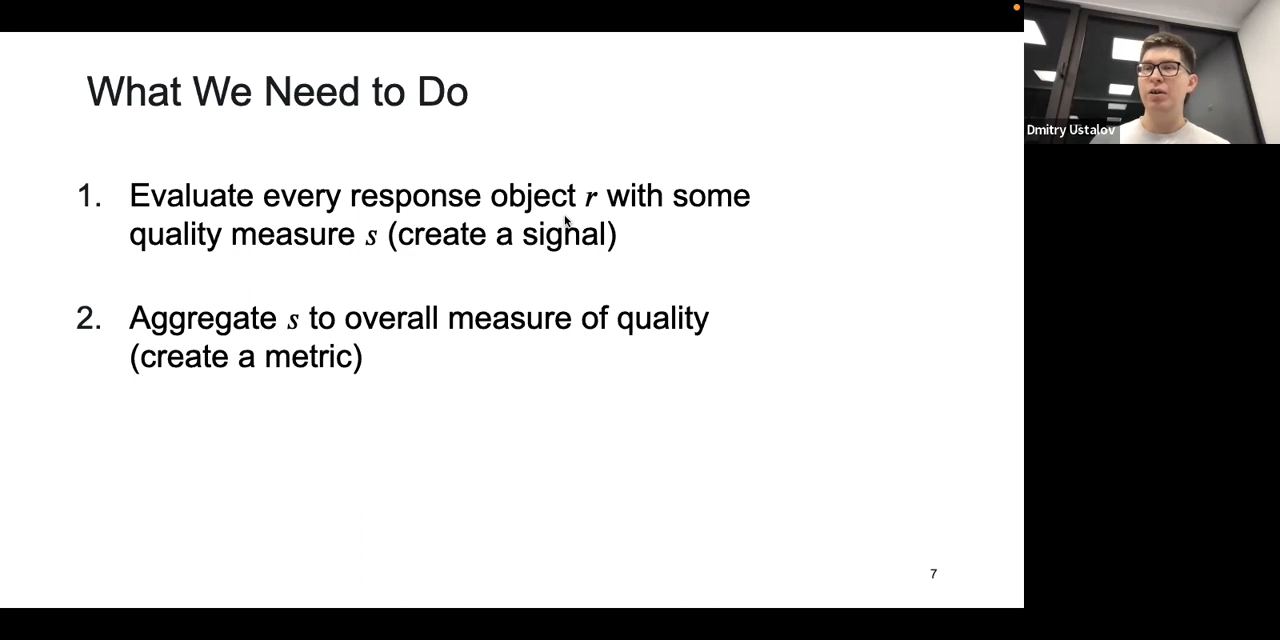 What We Need to Do
1. Evaluate every response object r with some
quality measure s (create a signal)
2. Aggregate s to overall measure of quality
(create a metric)
7
Dmitry Ustalov